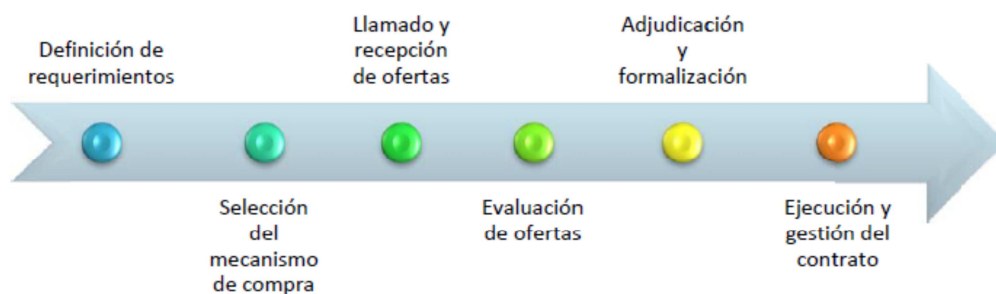 Definición de
requerimientos
Selección
del
mecanismo
de compra
Llamado y
recepción
de ofertas
Evaluación
de ofertas
Adjudicación
y
formalización
Ejecución y
gestión del
contrato